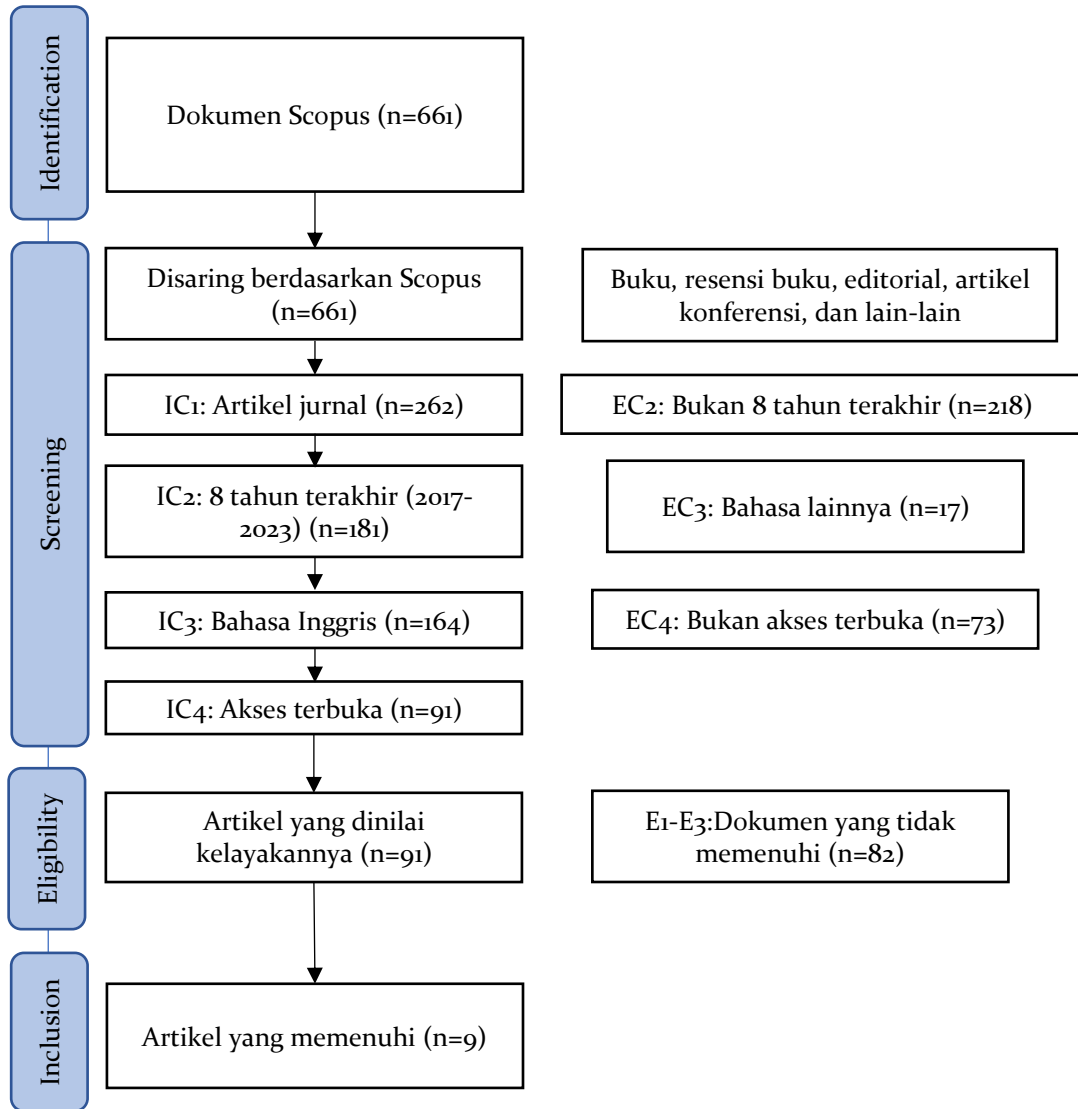 Identification
Dokumen Scopus (n=661)
Screening
Disaring berdasarkan Scopus
(n=661)
Buku, resensi buku, editorial, artikel
konferensi, dan lain-lain
IC1: Artikel jurnal (n=262)
EC2: Bukan 8 tahun terakhir (n=218)
IC2: 8 tahun terakhir (2017-
2023) (n=181)
EC3: Bahasa lainnya (n=17)
IC3: Bahasa Inggris (n=164)
EC4: Bukan akses terbuka (n=73)
IC4: Akses terbuka (n=91)
Eligibility
Artikel yang dinilai
kelayakannya (n=91)
E1-E3:Dokumen yang tidak
memenuhi (n=82)
Inclusion
Artikel yang memenuhi (n=9)